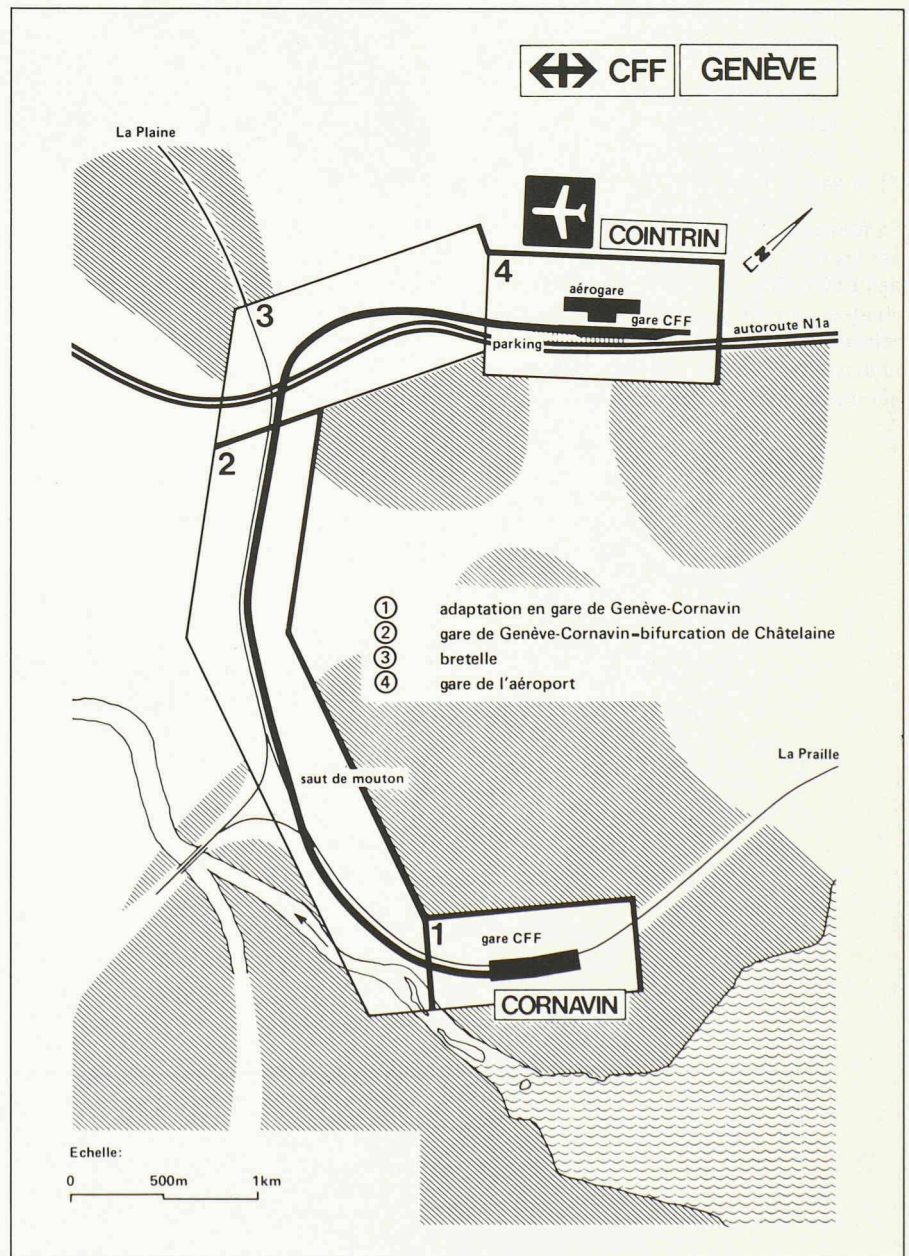 CFF GENÈVE
La Plaine
COINTRIN
N
3
4
aérogare
gare CFF
autoroute N1a
parking
2
① adaptation en gare de Genève-Cornavin
② gare de Genève-Cornavin–bifurcation de Châtelaine
③ bretelle
④ gare de l'aéroport
La Praille
saut de mouton
1
gare CFF
CORNAVIN
Echelle:
0 500m 1km